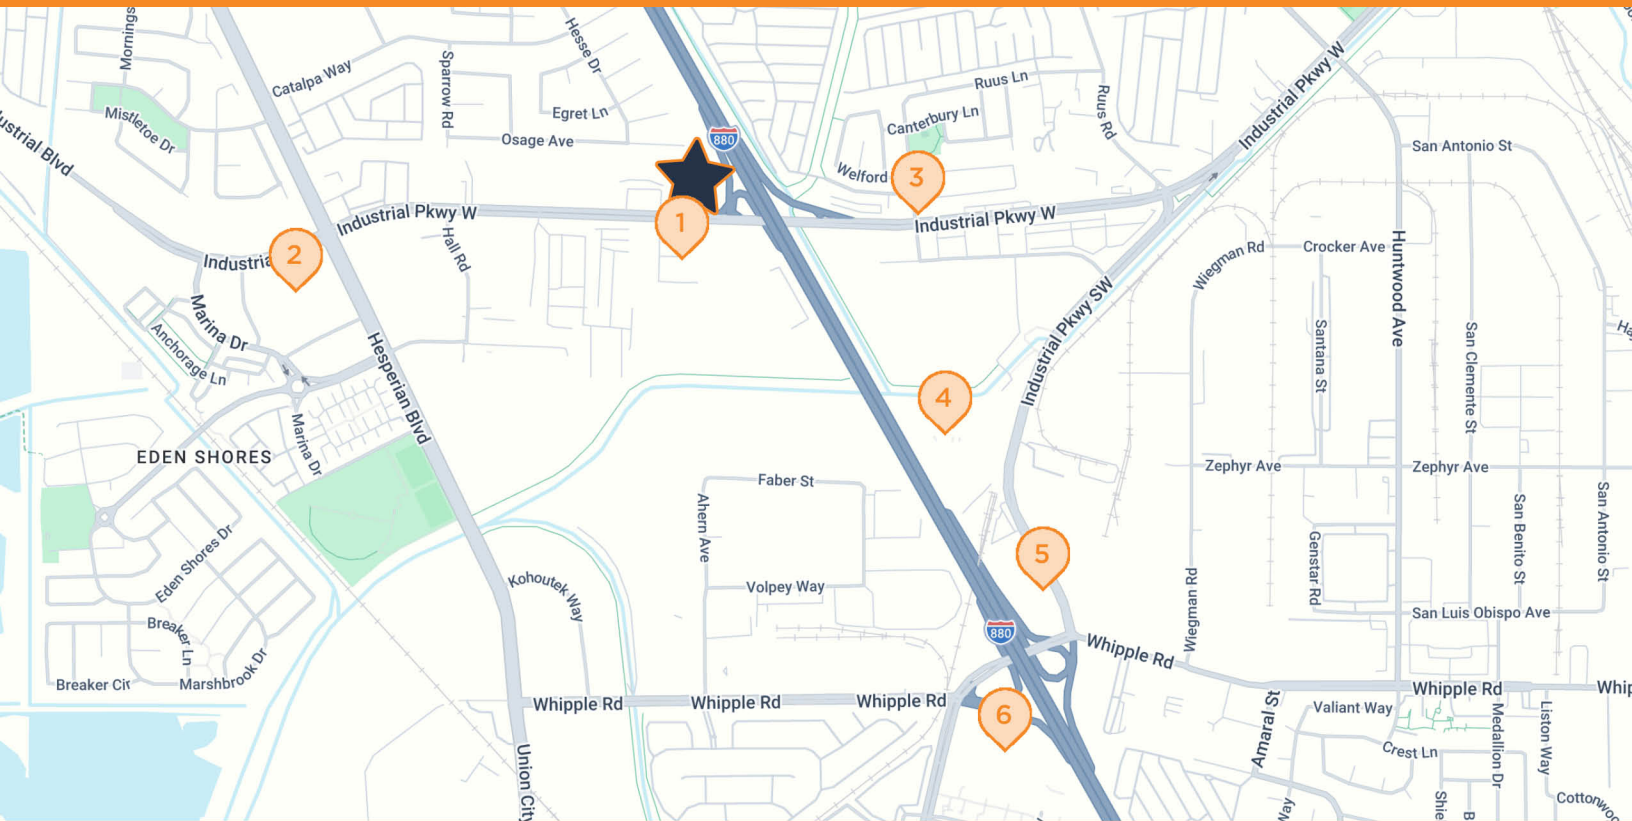 Mornings
Hesse Dr
Catalpa Way
Sparrow Rd
Ruus Ln
Ruus Rd
Industrial Pkwy W
Mistletoe Dr
Egret Ln
Canterbury Ln
Osage Ave
880
San Antonio St
ustrial Blvd
Welford
3
Industrial Pkwy W
1
Industrial Pkwy W
2
Industria
Hall Rd
Wiegman Rd
Crocker Ave
Huntwood Ave
Marina Dr
Anchorage Ln
Hesperian Blvd
Industrial Pkwy SW
Santana St
San Clemente St
Ha
4
Marina Dr
EDEN SHORES
Zephyr Ave
Zephyr Ave
Faber St
Ahern Ave
San Benito St
San Antonio St
Eden Shores Dr
5
Genstar Rd
Kohoutek Way
Volpey Way
Wiegman Rd
San Luis Obispo Ave
880
Breaker Ln
Whipple Rd
Breaker Cir
Marshbrook Dr
Whipple Rd
Whipple Rd
Whipple Rd
Whipple Rd
Whip
6
Amaral St
Valiant Way
Medallion Dr
Liston Way
Crest Ln
Union City
Way
Shie
B
Cottonwoo